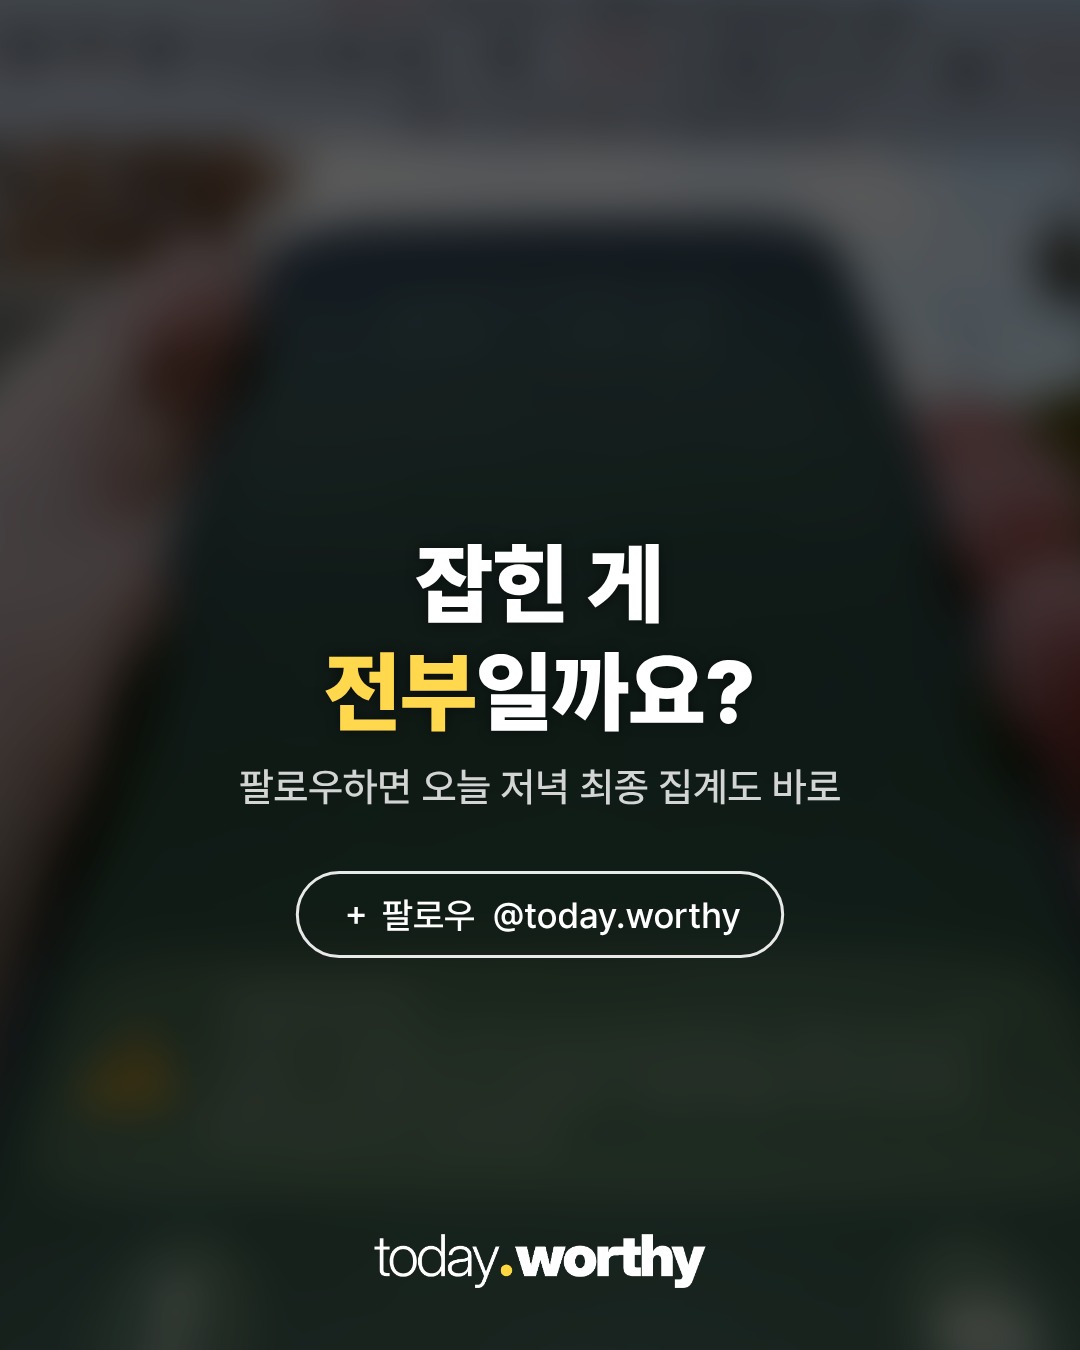 잡힌 게
전부일까요?
팔로우하면 오늘 저녁 최종 집계도 바로
+ 팔로우 @today.worthy
today.worthy